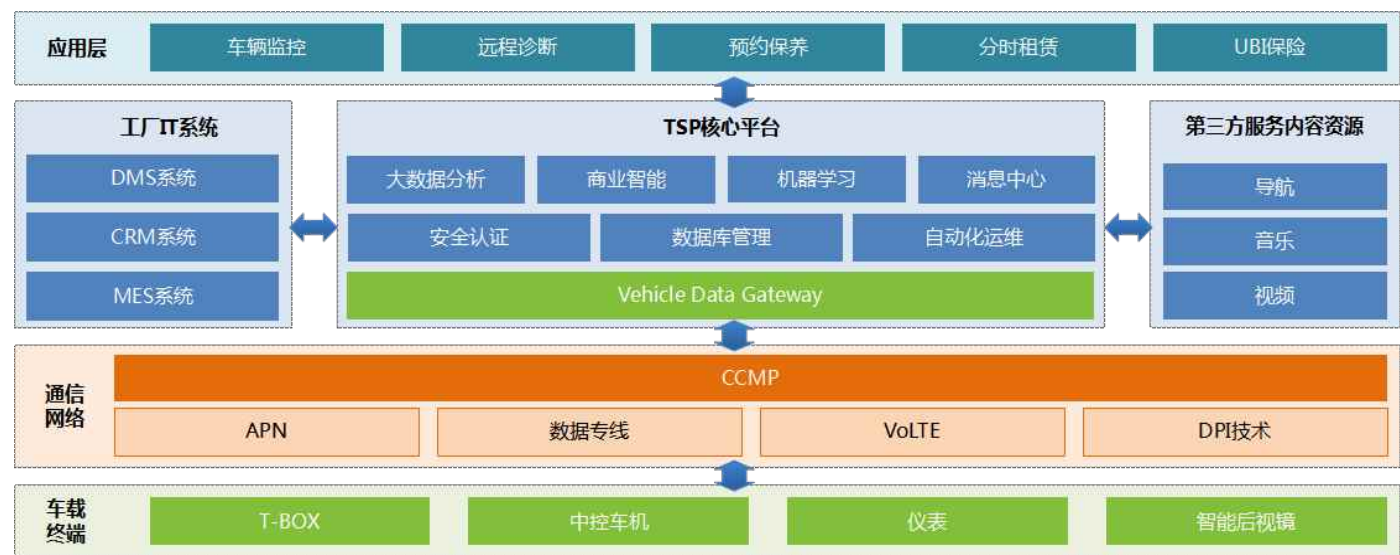 应用层
车辆监控
远程诊断
预约保养
分时租赁
UBI保险
工厂IT系统
DMS系统
CRM系统
MES系统
TSP核心平台
大数据分析
商业智能
机器学习
消息中心
安全认证
数据库管理
自动化运维
Vehicle Data Gateway
第三方服务内容资源
导航
音乐
视频
通信
网络
CCMP
APN
数据专线
VoLTE
DPI技术
车载
终端
T-BOX
中控车机
仪表
智能后视镜